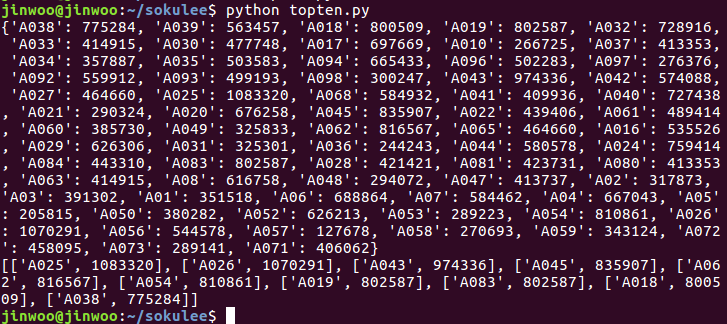 jinwoo@jinwoo:~/sokulee$ python topten.py
{'A038': 775284, 'A039': 563457, 'A018': 800509, 'A019': 802587, 'A032': 728916,
 'A033': 414915, 'A030': 477748, 'A017': 697669, 'A010': 266725, 'A037': 413353,
 'A034': 357887, 'A035': 503583, 'A094': 665433, 'A096': 502283, 'A097': 276376,
 'A092': 559912, 'A093': 499193, 'A098': 300247, 'A043': 974336, 'A042': 574088,
 'A027': 464660, 'A025': 1083320, 'A068': 584932, 'A041': 409936, 'A040': 727438
, 'A021': 290324, 'A020': 676258, 'A045': 835907, 'A022': 439406, 'A061': 489414
, 'A060': 385730, 'A049': 325833, 'A062': 816567, 'A065': 464660, 'A016': 535526
, 'A029': 626306, 'A031': 325301, 'A036': 244243, 'A044': 580578, 'A024': 759414
, 'A084': 443310, 'A083': 802587, 'A028': 421421, 'A081': 423731, 'A080': 413353
, 'A063': 414915, 'A08': 616758, 'A048': 294072, 'A047': 413737, 'A02': 317873,
'A03': 391302, 'A01': 351518, 'A06': 688864, 'A07': 584462, 'A04': 667043, 'A05'
: 205815, 'A050': 380282, 'A052': 626213, 'A053': 289223, 'A054': 810861, 'A026'
: 1070291, 'A056': 544578, 'A057': 127678, 'A058': 270693, 'A059': 343124, 'A072
': 458095, 'A073': 289141, 'A071': 406062}
[['A025', 1083320], ['A026', 1070291], ['A043', 974336], ['A045', 835907], ['A06
2', 816567], ['A054', 810861], ['A019', 802587], ['A083', 802587], ['A018', 8005
09], ['A038', 775284]]
jinwoo@jinwoo:~/sokulee$